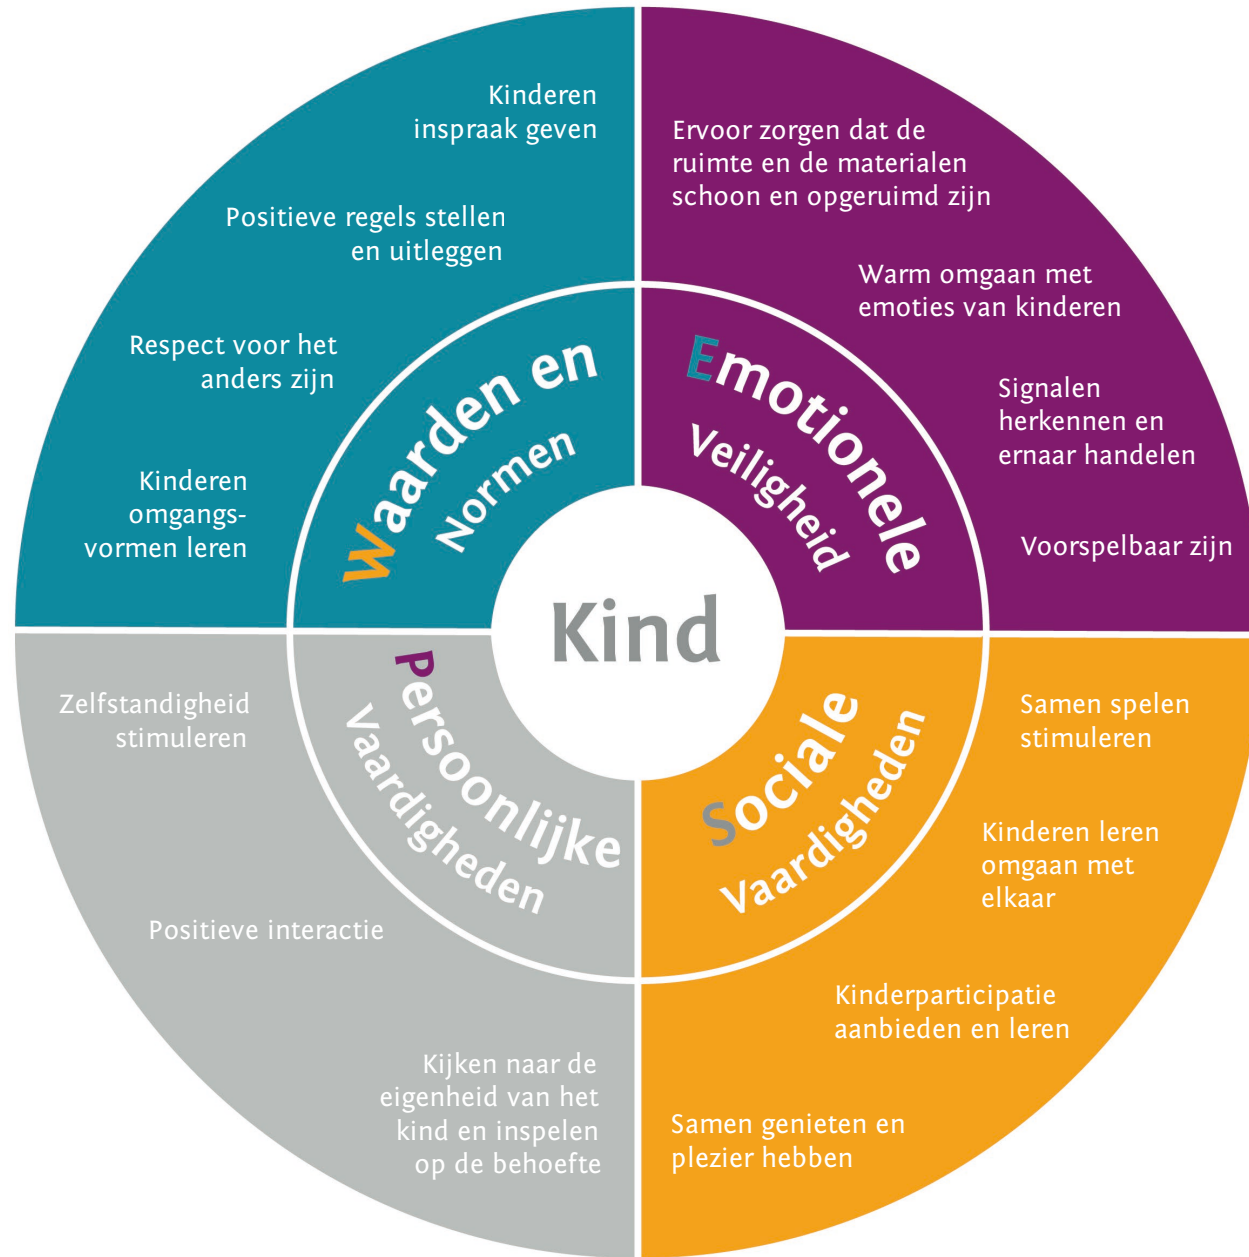 Kinderen
inspraak geven
Positieve regels stellen
en uitleggen
Respect voor het
anders zijn
Kinderen
omgangs-
vormen leren
Waarden en
Normen
Ervoor zorgen dat de
ruimte en de materialen
schoon en opgeruimd zijn
Warm omgaan met
emoties van kinderen
Signalen
herkennen en
ernaar handelen
Voorspelbaar zijn
Emotionele
Veiligheid
Kind
Zelfstandigheid
stimuleren
Positieve interactie
Kijken naar de
eigenheid van het
kind en inspelen
op de behoefte
Persoonlijke
Vaardigheden
Sociale
Vaardigheden
Samen spelen
stimuleren
Kinderen leren
omgaan met
elkaar
Kinderparticipatie
aanbieden en leren
Samen genieten en
plezier hebben